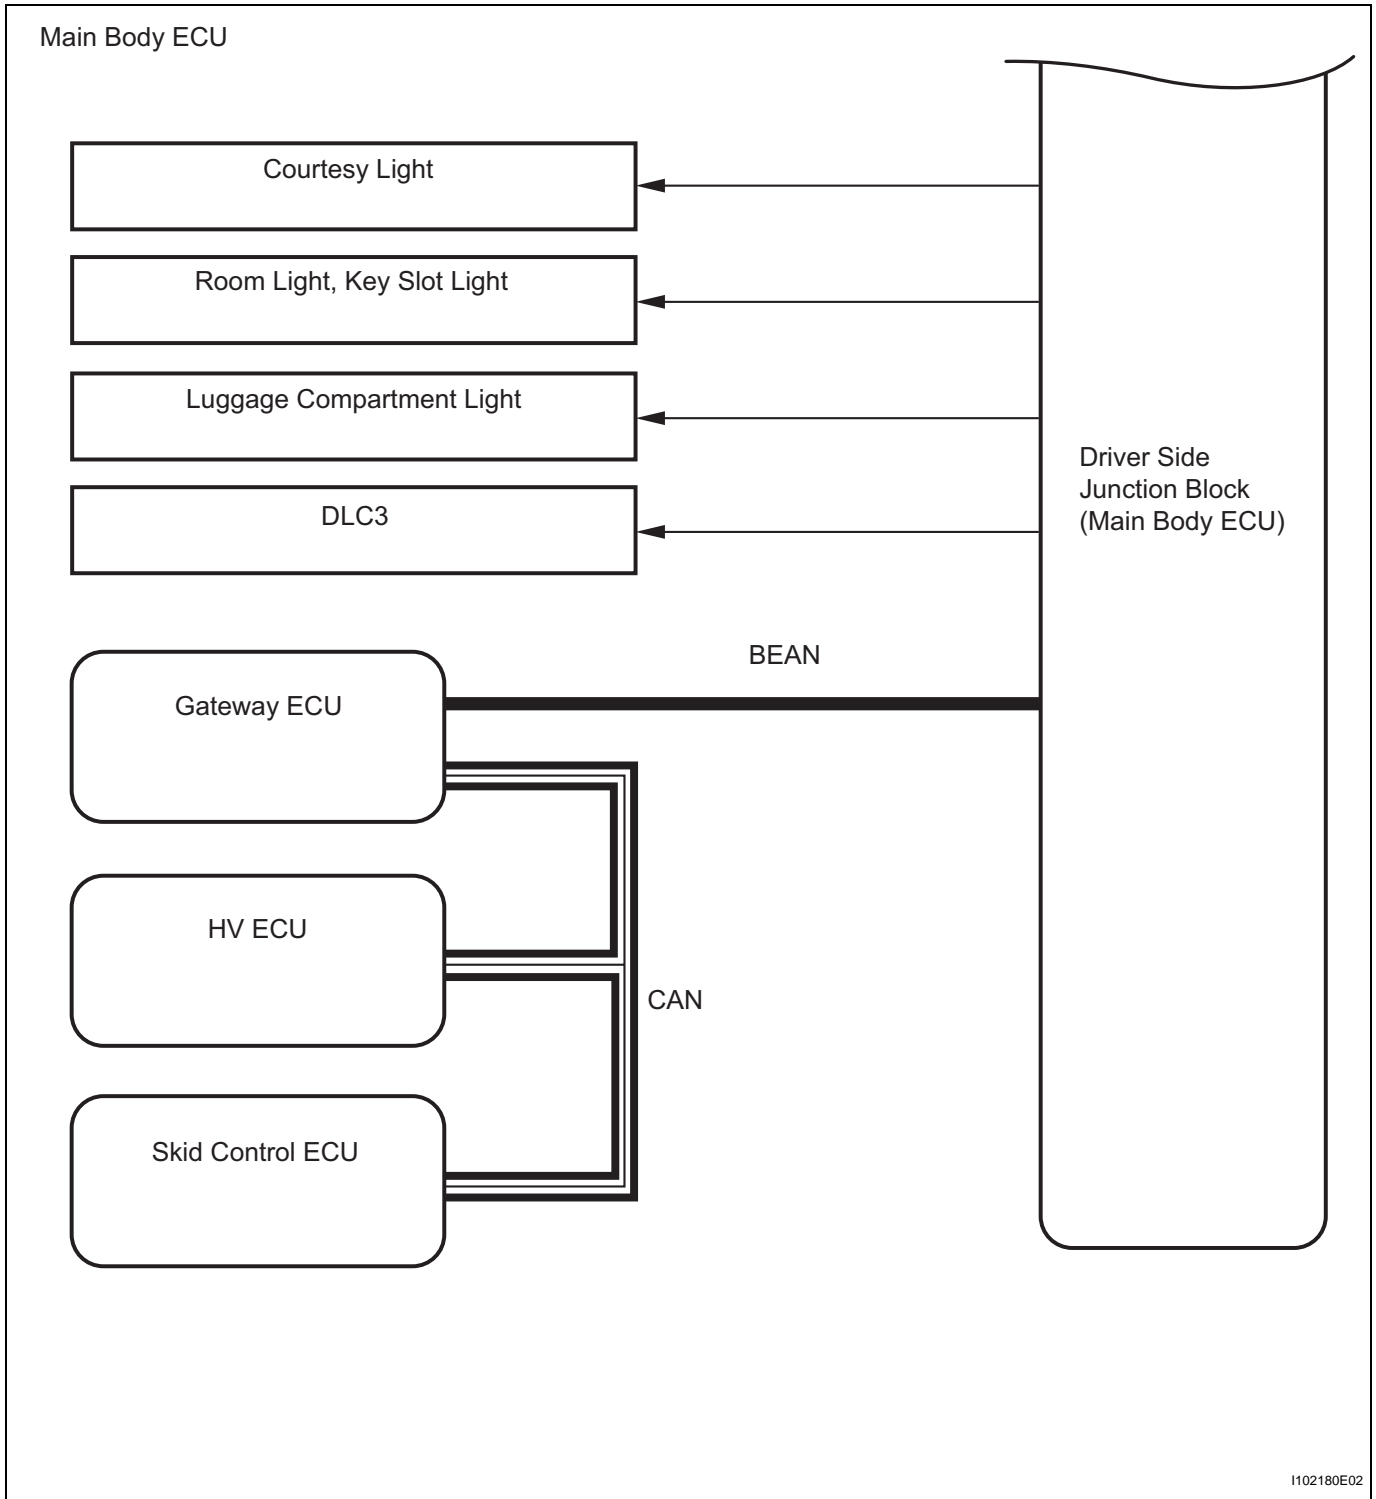 Main Body ECU
Courtesy Light
Room Light, Key Slot Light
Luggage Compartment Light
DLC3
Driver Side
Junction Block
(Main Body ECU)
BEAN
Gateway ECU
HV ECU
CAN
Skid Control ECU
I102180E02